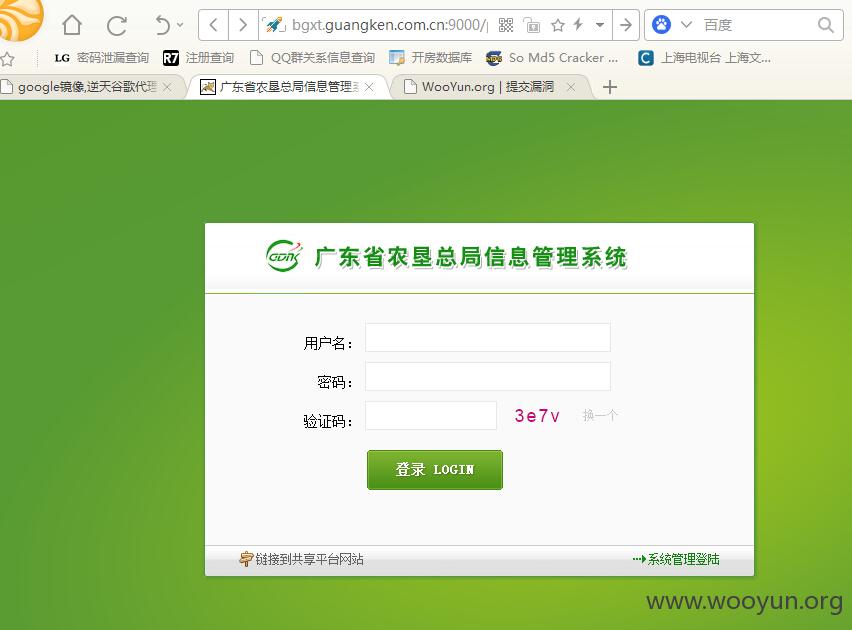 bgxt.guangken.com.cn:9000/
百度
LG 密码泄漏查询 R7 注册查询 QQ群关系信息查询 开房数据库 So Md5 Cracker ... C 上海电视台 上海文...
google镜像,逆天谷歌代理 广东省农垦总局信息管理系 WooYun.org | 提交漏洞
GDNK 广东省农垦总局信息管理系统
用户名：
密码：
验证码： 3e7v 换一个
登录 LOGIN
链接到共享平台网站 系统管理登陆
www.wooyun.org